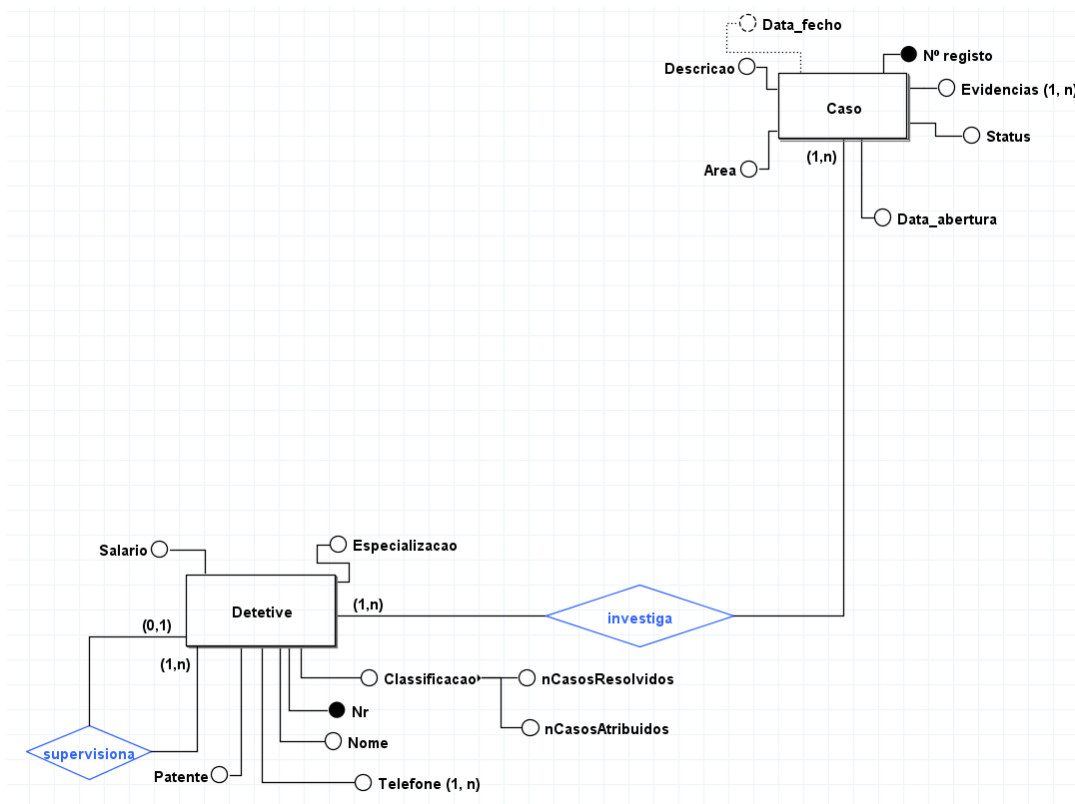 Data_fecho
Nº registo
Descricao
Evidencias (1, n)
Caso
Status
(1,n)
Area
Data_abertura
Especializacao
Salario
(1,n)
Detetive
investiga
(0,1)
(1,n)
Classificacao
nCasosResolvidos
Nr
nCasosAtribuidos
Nome
supervisiona
Patente
Telefone (1, n)